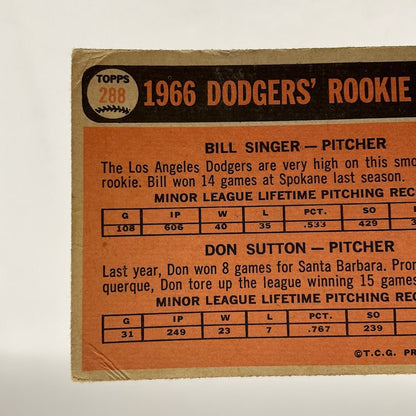 TOPPS
288
1966 DODGERS' ROOKIE
BILL SINGER — PITCHER
The Los Angeles Dodgers are very high on this smo
rookie. Bill won 14 games at Spokane last season.
MINOR LEAGUE LIFETIME PITCHING REC
G IP W L PCT. SO
108 606 40 35 .533 429 3
DON SUTTON — PITCHER
Last year, Don won 8 games for Santa Barbara. Pron
querque, Don tore up the league winning 15 games
MINOR LEAGUE LIFETIME PITCHING REC
G IP W L PCT. SO
31 249 23 7 .767 239
©T.C.G. PR